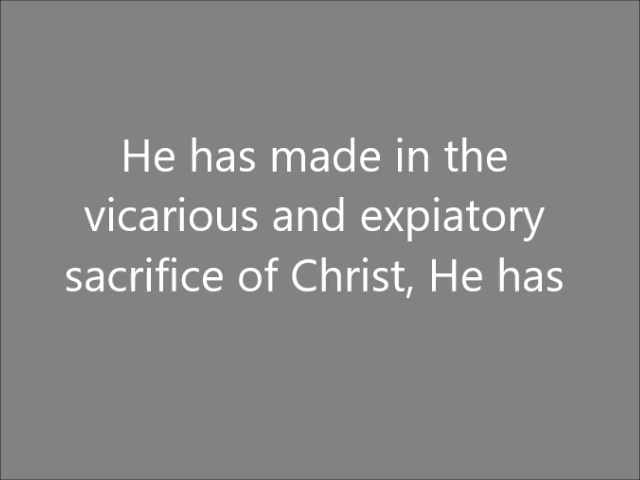 He has made in the
vicarious and expiatory
sacrifice of Christ, He has